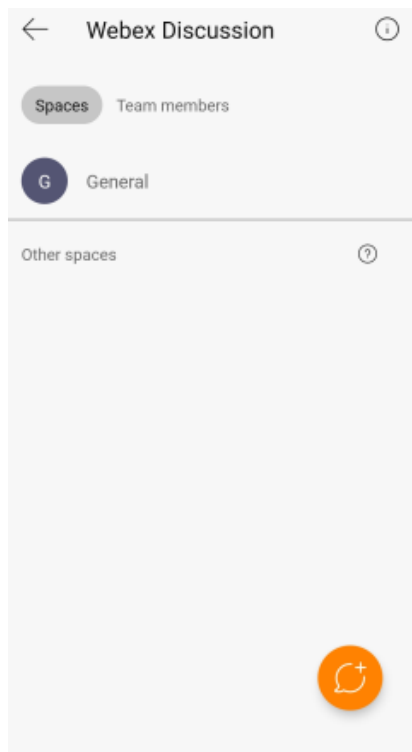 Webex Discussion
Spaces Team members
G General
Other spaces